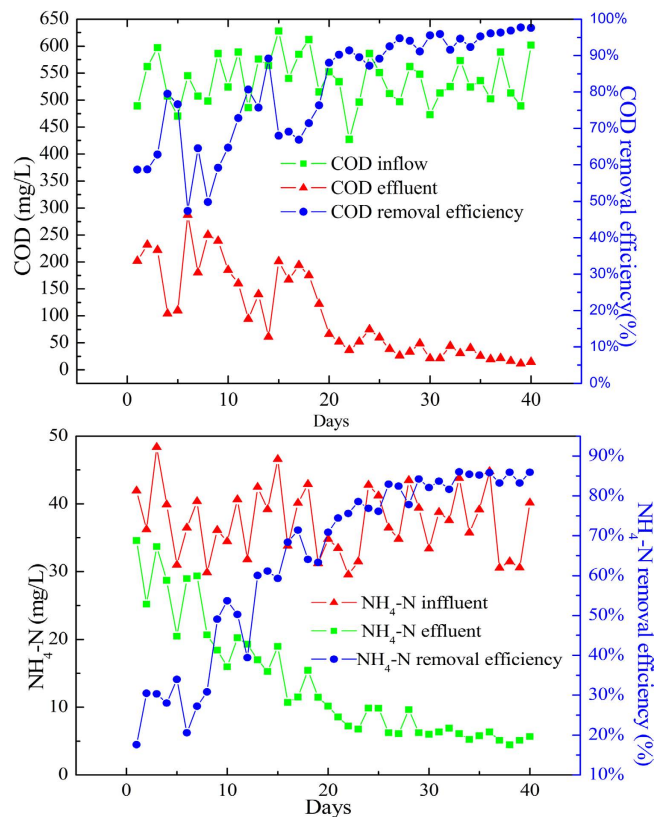 650
600
550
500
450
400
350
300
250
200
150
100
50
0
COD (mg/L)
COD inflow
COD effluent
COD removal efficiency
100%
90%
80%
70%
60%
50%
40%
30%
20%
10%
0%
COD removal efficiency(%)
0 10 20 30 40
Days
50
40
30
20
10
0
NH4-N (mg/L)
NH4-N inffluent
NH4-N effluent
NH4-N removal efficiency
90%
80%
70%
60%
50%
40%
30%
20%
10%
NH4-N removal efficiency (%)
0 10 20 30 40
Days